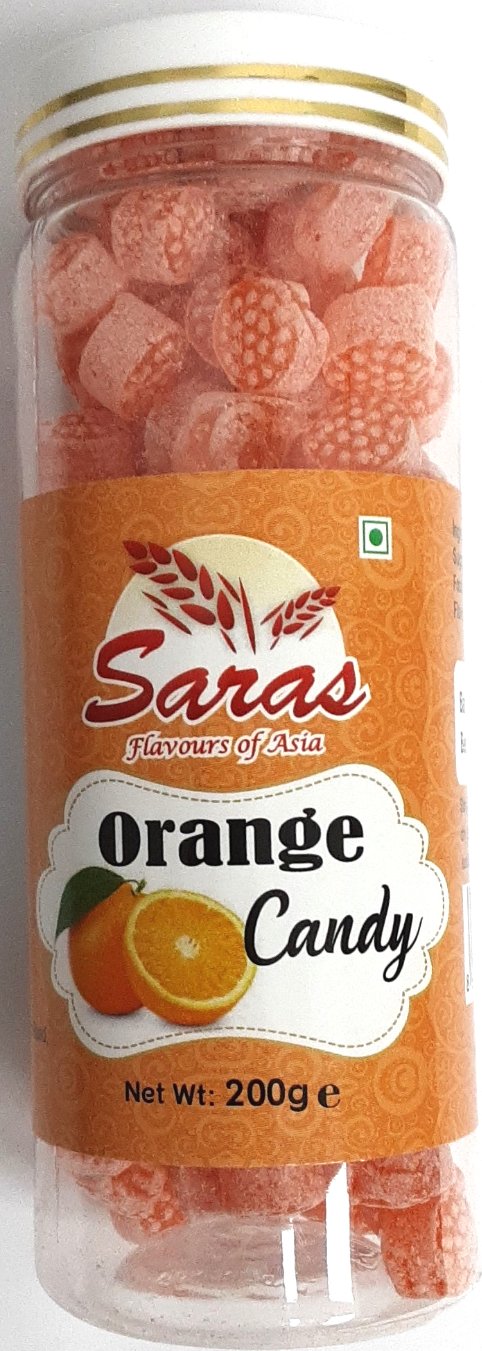 Saras
Flavours of Asia
Orange
Candy
Net Wt: 200g e